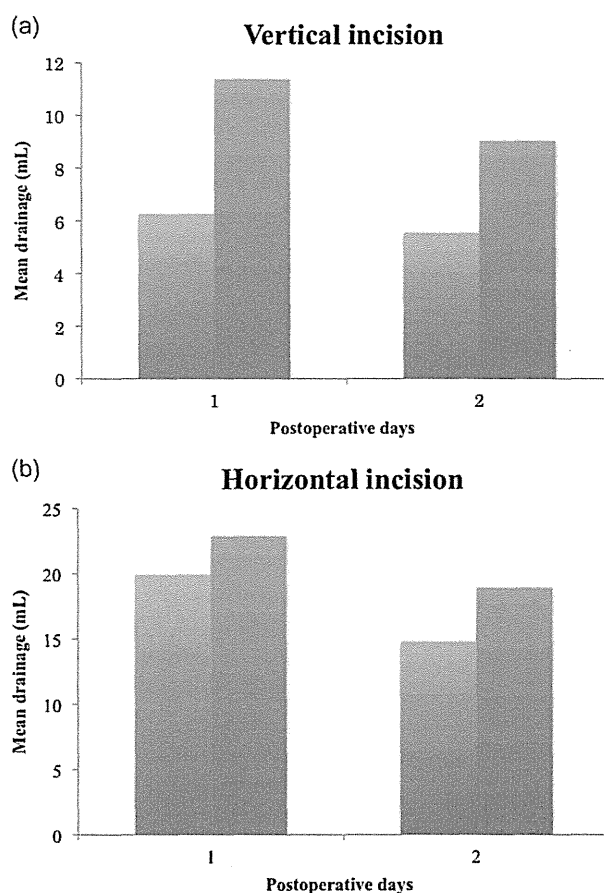 (a)
Vertical incision
12
10
8
6
4
2
0
Mean drainage (mL)
1 2
Postoperative days
(b)
Horizontal incision
25
20
15
10
5
0
Mean drainage (mL)
1 2
Postoperative days